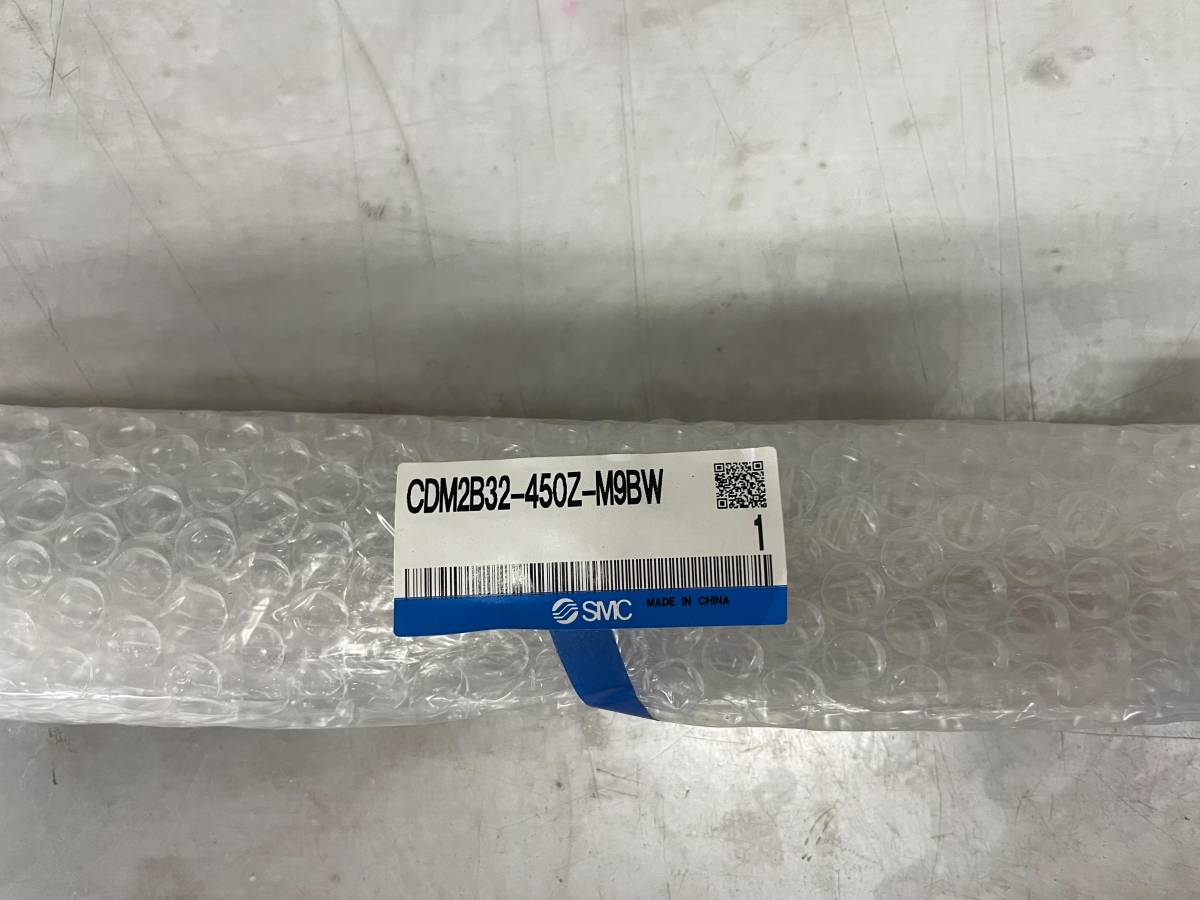 CDM2B32-450Z-M9BW
1
SMC MADE IN CHINA